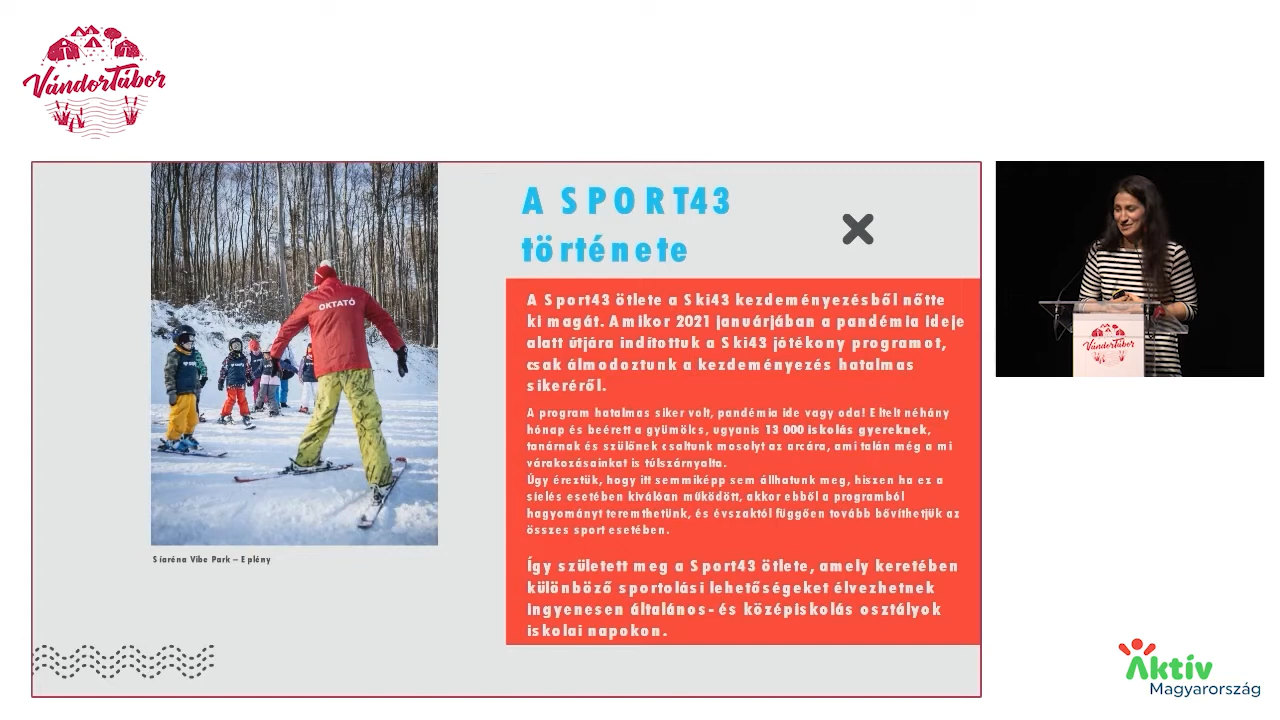 VándorTábor
A SPORT43
története
OKTATÓ
A Sport43 ötlete a Ski43 kezdeményezésből nőtte
ki magát. Amikor 2021 januárjában a pandémia ideje
alatt útjára indítottuk a Ski43 jótékony programot,
csak álmodoztunk a kezdeményezés hatalmas
sikeréről.
A program hatalmas siker volt, pandémia ide vagy oda! Eltelt néhány
hónap és beérett a gyümölcs, ugyanis 13 000 iskolás gyereknek,
tanárnak és szülőnek csaltunk mosolyt az arcára, ami talán még a mi
várakozásainkat is túlszárnyalta.
Úgy éreztük, hogy itt semmiképp sem állhatunk meg, hiszen ha ez a
síelés esetében kiválóan működött, akkor ebből a programból
hagyományt teremthetünk, és évszaktól függően tovább bővíthetjük az
összes sport esetében.
Így született meg a Sport43 ötlete, amely keretében
különböző sportolási lehetőségeket élvezhetnek
ingyenesen általános- és középiskolás osztályok
iskolai napokon.
Síaréna Vibe Park – Eplény
VándorTábor
Aktív
Magyarország